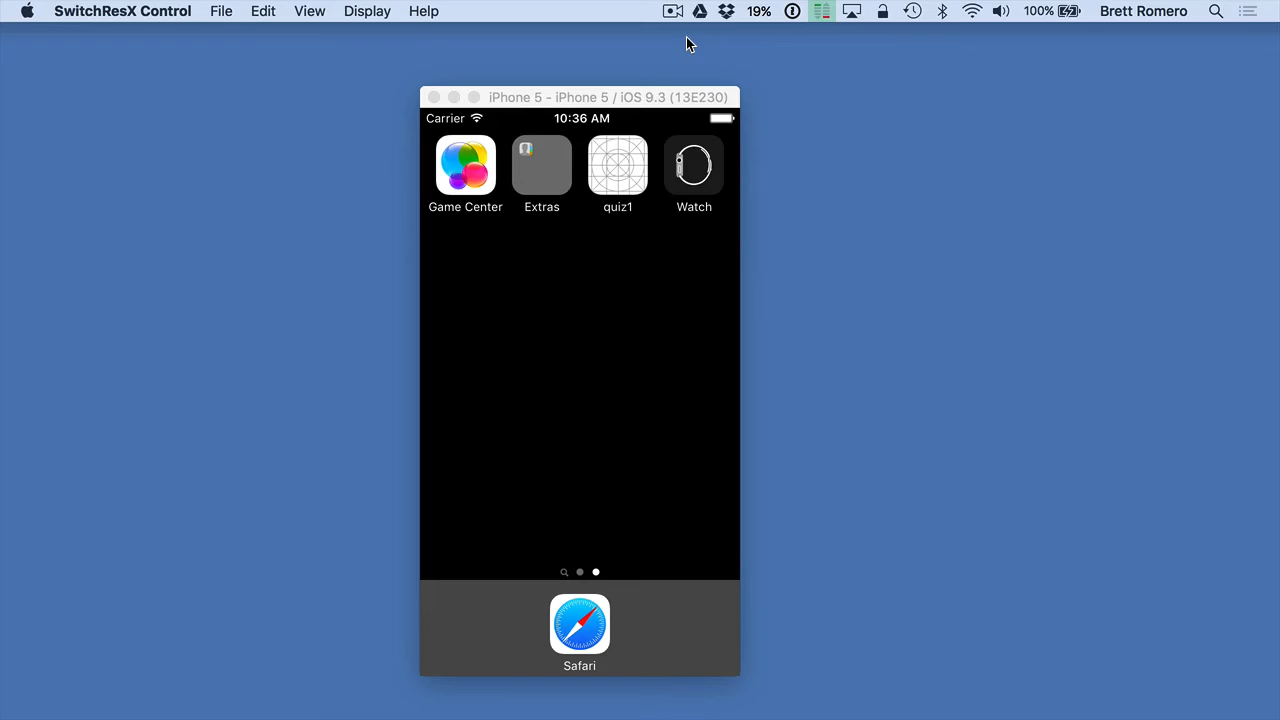 SwitchResX Control File Edit View Display Help 19% 100% Brett Romero
iPhone 5 - iPhone 5 / iOS 9.3 (13E230)
Carrier 10:36 AM
Game Center Extras quiz1 Watch
Safari